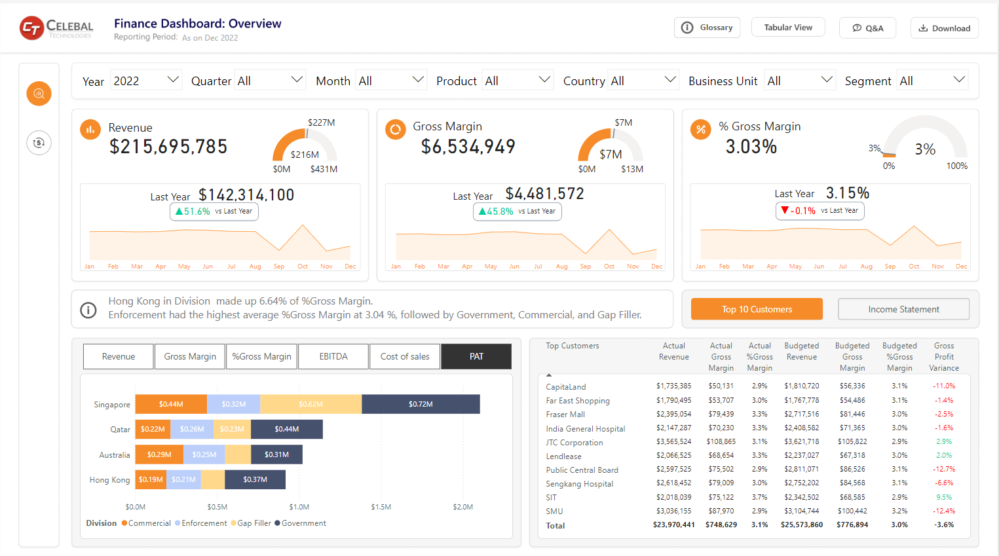 CT CELEBAL TECHNOLOGIES
Finance Dashboard: Overview
Reporting Period: As on Dec 2022
Glossary
Tabular View
Q&A
Download
Year 2022 Quarter All Month All Product All Country All Business Unit All Segment All
Revenue
$215,695,785
$227M
$216M
$0M $431M
Last Year $142,314,100
▲51.6% vs Last Year
Jan Feb Mar Apr May Jun Jul Aug Sep Oct Nov Dec
Gross Margin
$6,534,949
$7M
$7M
$0M $13M
Last Year $4,481,572
▲45.8% vs Last Year
Jan Feb Mar Apr May Jun Jul Aug Sep Oct Nov Dec
% Gross Margin
3.03%
3% 3%
0% 100%
Last Year 3.15%
▼-0.1% vs Last Year
Jan Feb Mar Apr May Jun Jul Aug Sep Oct Nov Dec
Hong Kong in Division made up 6.64% of %Gross Margin.
Enforcement had the highest average %Gross Margin at 3.04 %, followed by Government, Commercial, and Gap Filler.
Top 10 Customers
Income Statement
Revenue Gross Margin %Gross Margin EBITDA Cost of sales PAT
Singapore $0.44M $0.32M $0.62M $0.72M
Qatar $0.22M $0.26M $0.23M $0.44M
Australia $0.29M $0.25M $0.31M
Hong Kong $0.19M $0.21M $0.37M
$0.0M $0.5M $1.0M $1.5M $2.0M
Division Commercial Enforcement Gap Filler Government
Top Customers Actual Actual Actual Budgeted Budgeted Budgeted Gross
Revenue Gross %Gross Revenue Gross %Gross Profit
Margin Margin Margin Margin Variance
CapitaLand $1,735,385 $50,131 2.9% $1,810,720 $56,336 3.1% -11.0%
Far East Shopping $1,790,495 $53,707 3.0% $1,767,778 $54,486 3.1% -1.4%
Fraser Mall $2,395,054 $79,439 3.3% $2,717,516 $81,446 3.0% -2.5%
India General Hospital $2,147,287 $70,230 3.3% $2,408,582 $71,365 3.0% -1.6%
JTC Corporation $3,565,524 $108,865 3.1% $3,621,718 $105,822 2.9% 2.9%
Lendlease $2,066,525 $68,654 3.3% $2,237,027 $67,318 3.0% 2.0%
Public Central Board $2,597,525 $75,502 2.9% $2,811,071 $86,526 3.1% -12.7%
Sengkang Hospital $2,618,452 $79,009 3.0% $2,752,202 $84,568 3.1% -6.6%
SIT $2,018,039 $75,122 3.7% $2,342,502 $68,585 2.9% 9.5%
SMU $3,036,155 $87,970 2.9% $3,104,744 $100,442 3.2% -12.4%
Total $23,970,441 $748,629 3.1% $25,573,860 $776,894 3.0% -3.6%